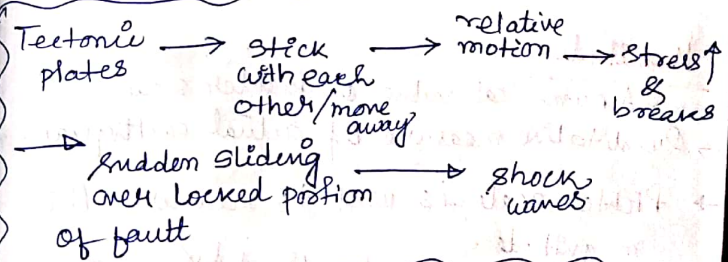 Tectonic plates → stick with each other/move away → relative motion → stress↑ & breaks
→ sudden sliding over locked portion of fault → shock waves